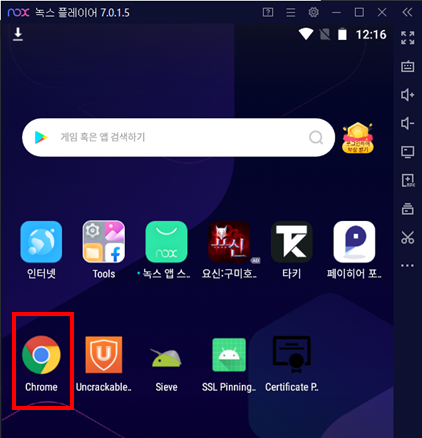 nox 녹스 플레이어 7.0.1.5
12:16
게임 혹은 앱 검색하기
인터넷
Tools
녹스 앱 스..
요신:구미호..
타키
페이히어 포..
Chrome
Uncrackable..
Sieve
SSL Pinning..
Certificate P..